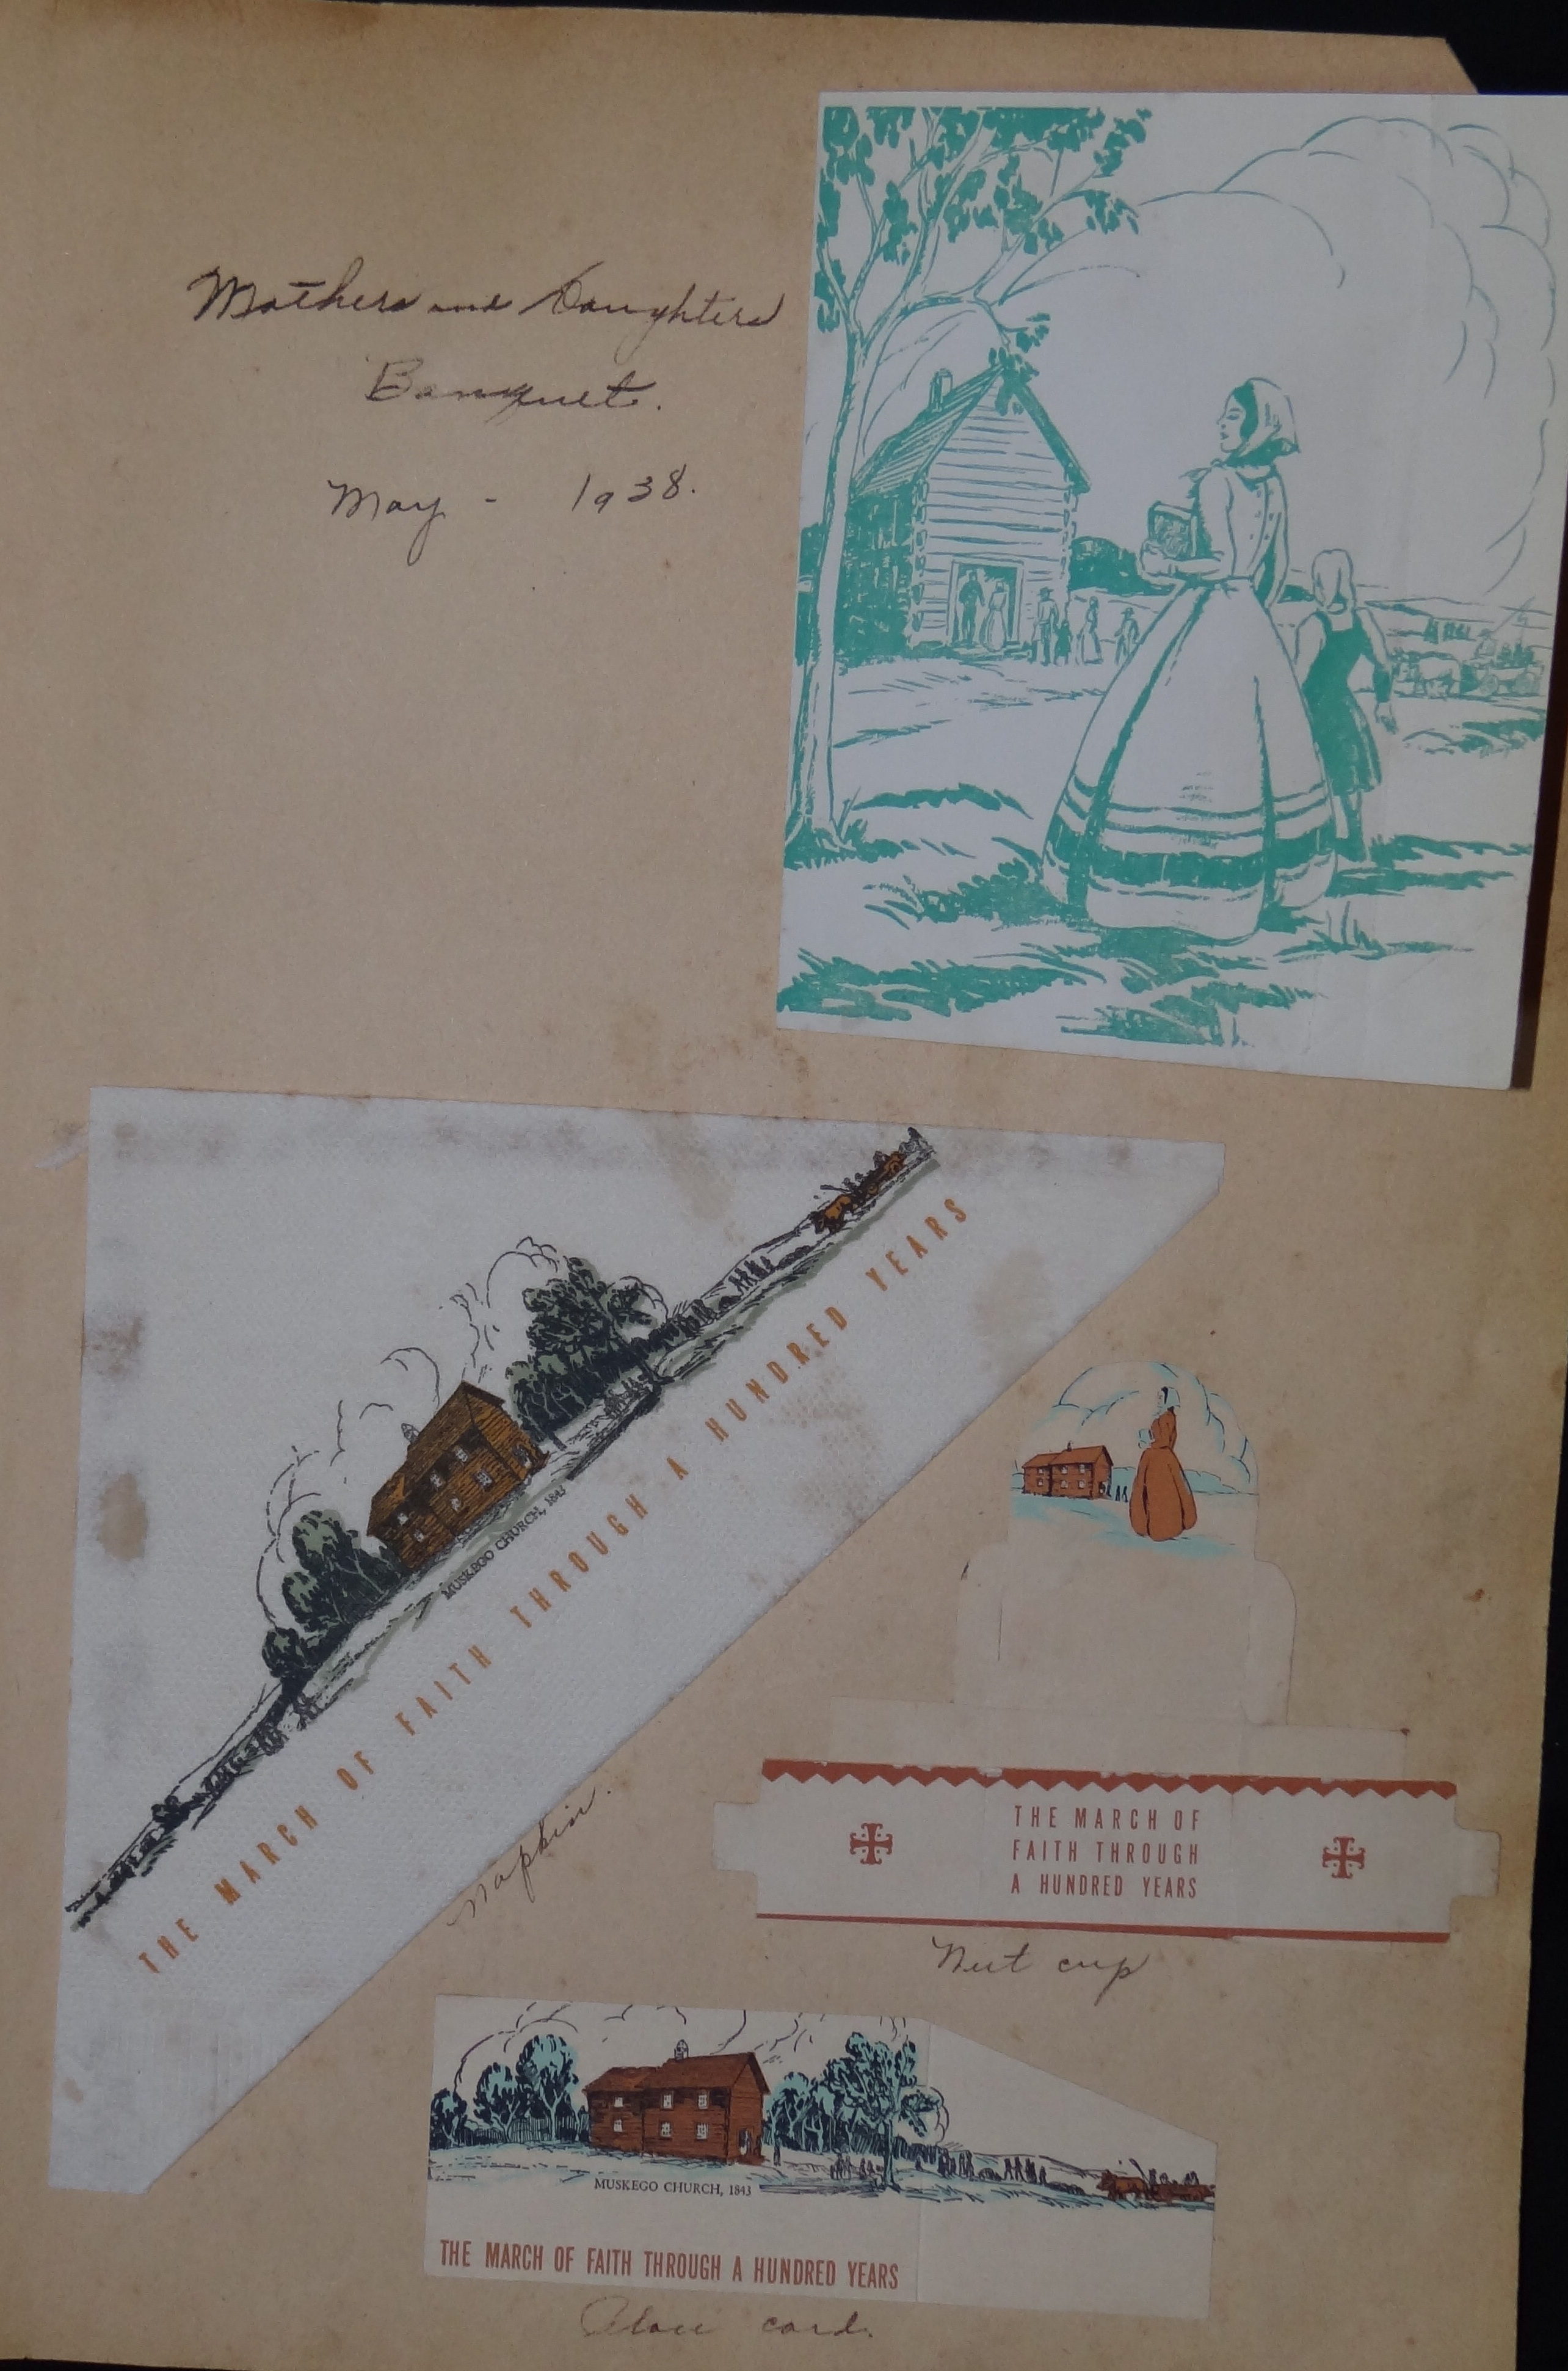 Mothers and Daughters
Banquet.
May - 1938.
MUSKEGO CHURCH, 1843
THE MARCH OF FAITH THROUGH A HUNDRED YEARS
Napkin.
THE MARCH OF
FAITH THROUGH
A HUNDRED YEARS
Nut cup
MUSKEGO CHURCH, 1843
THE MARCH OF FAITH THROUGH A HUNDRED YEARS
Place card.